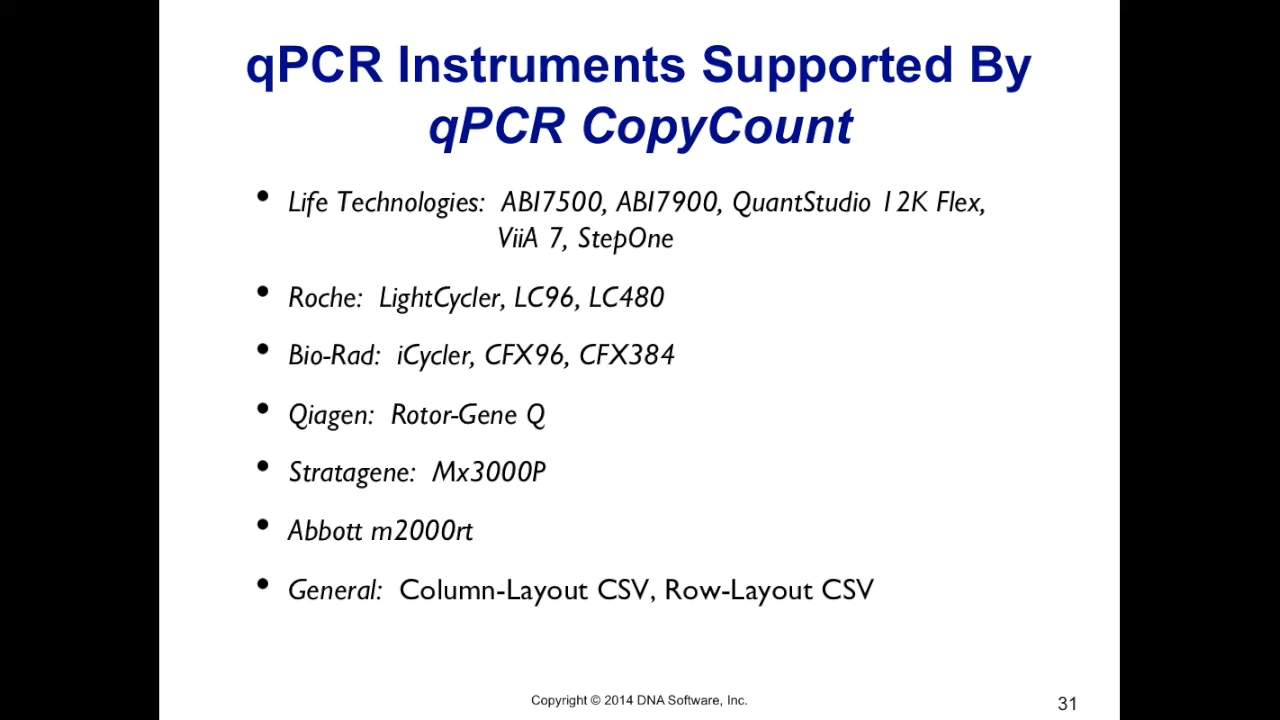 qPCR Instruments Supported By
qPCR CopyCount
• Life Technologies: ABI7500, ABI7900, QuantStudio 12K Flex,
ViiA 7, StepOne
• Roche: LightCycler, LC96, LC480
• Bio-Rad: iCycler, CFX96, CFX384
• Qiagen: Rotor-Gene Q
• Stratagene: Mx3000P
• Abbott m2000rt
• General: Column-Layout CSV, Row-Layout CSV
Copyright © 2014 DNA Software, Inc.
31